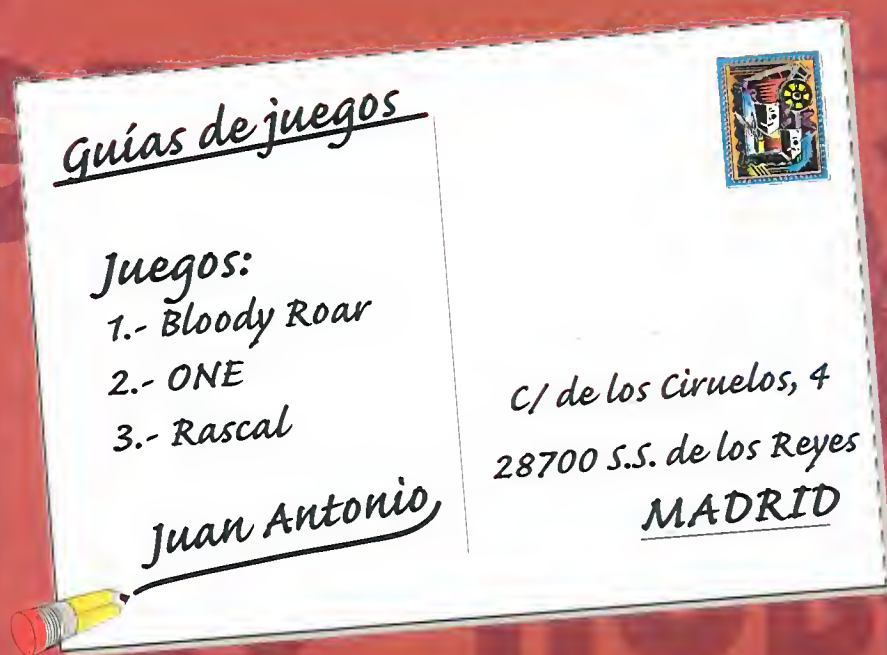 Guías de juegos
Juegos:
1.- Bloody Roar
2.- ONE
3.- Rascal
Juan Antonio
C/ de los Ciruelos, 4
28700 S.S. de los Reyes
MADRID